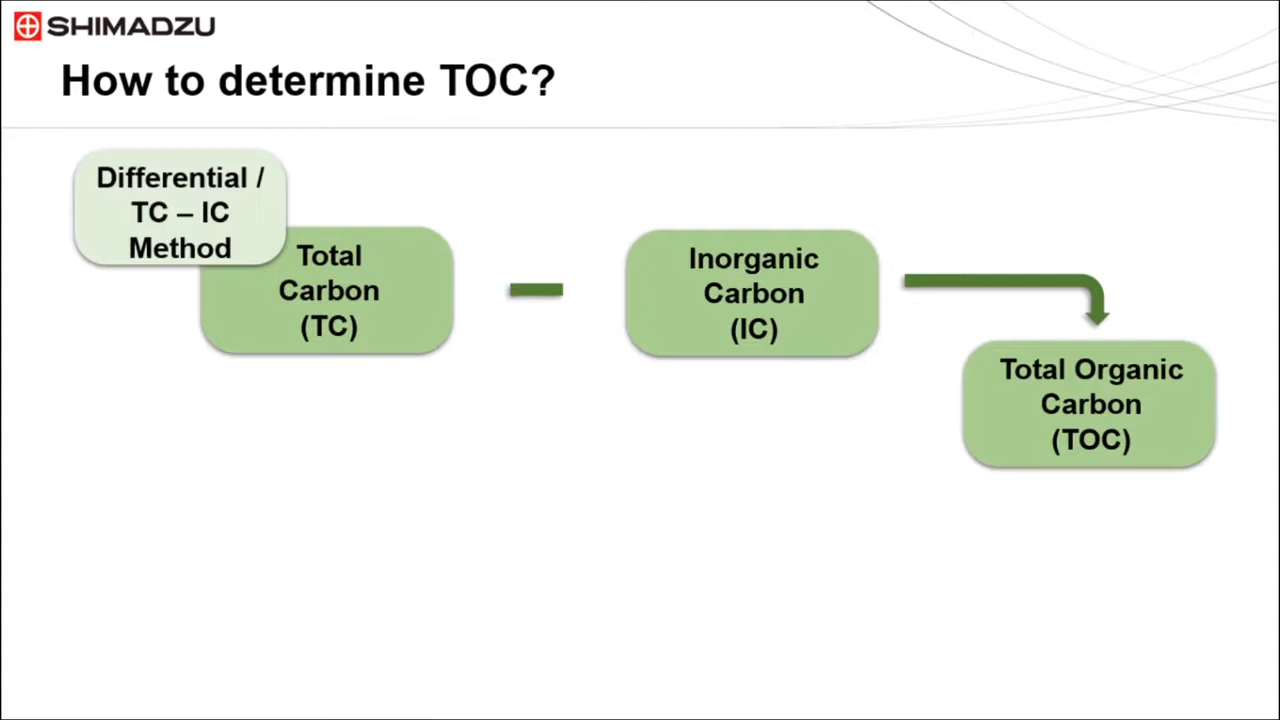 SHIMADZU
How to determine TOC?
Differential /
TC – IC
Method
Total
Carbon
(TC)
Inorganic
Carbon
(IC)
Total Organic
Carbon
(TOC)